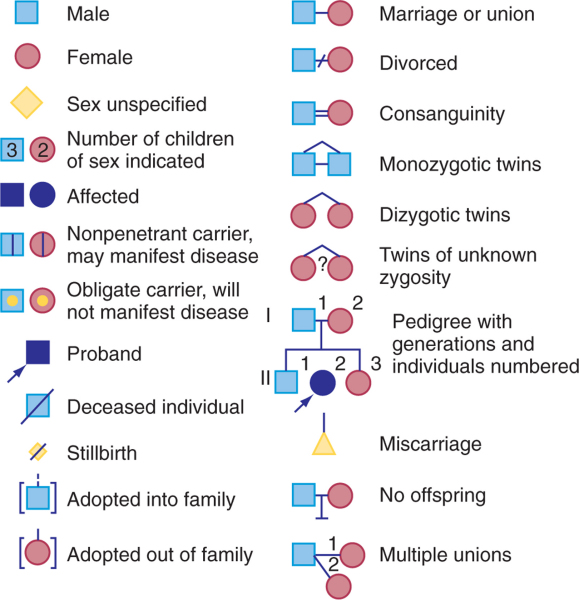 Male
Female
Sex unspecified
3 2
Number of children
of sex indicated
Affected
Nonpenetrant carrier,
may manifest disease
Obligate carrier, will
not manifest disease
Proband
Deceased individual
Stillbirth
Adopted into family
Adopted out of family
Marriage or union
Divorced
Consanguinity
Monozygotic twins
Dizygotic twins
?
Twins of unknown
zygosity
I 1 2
II 1 2 3
Pedigree with
generations and
individuals numbered
Miscarriage
No offspring
1
2
Multiple unions